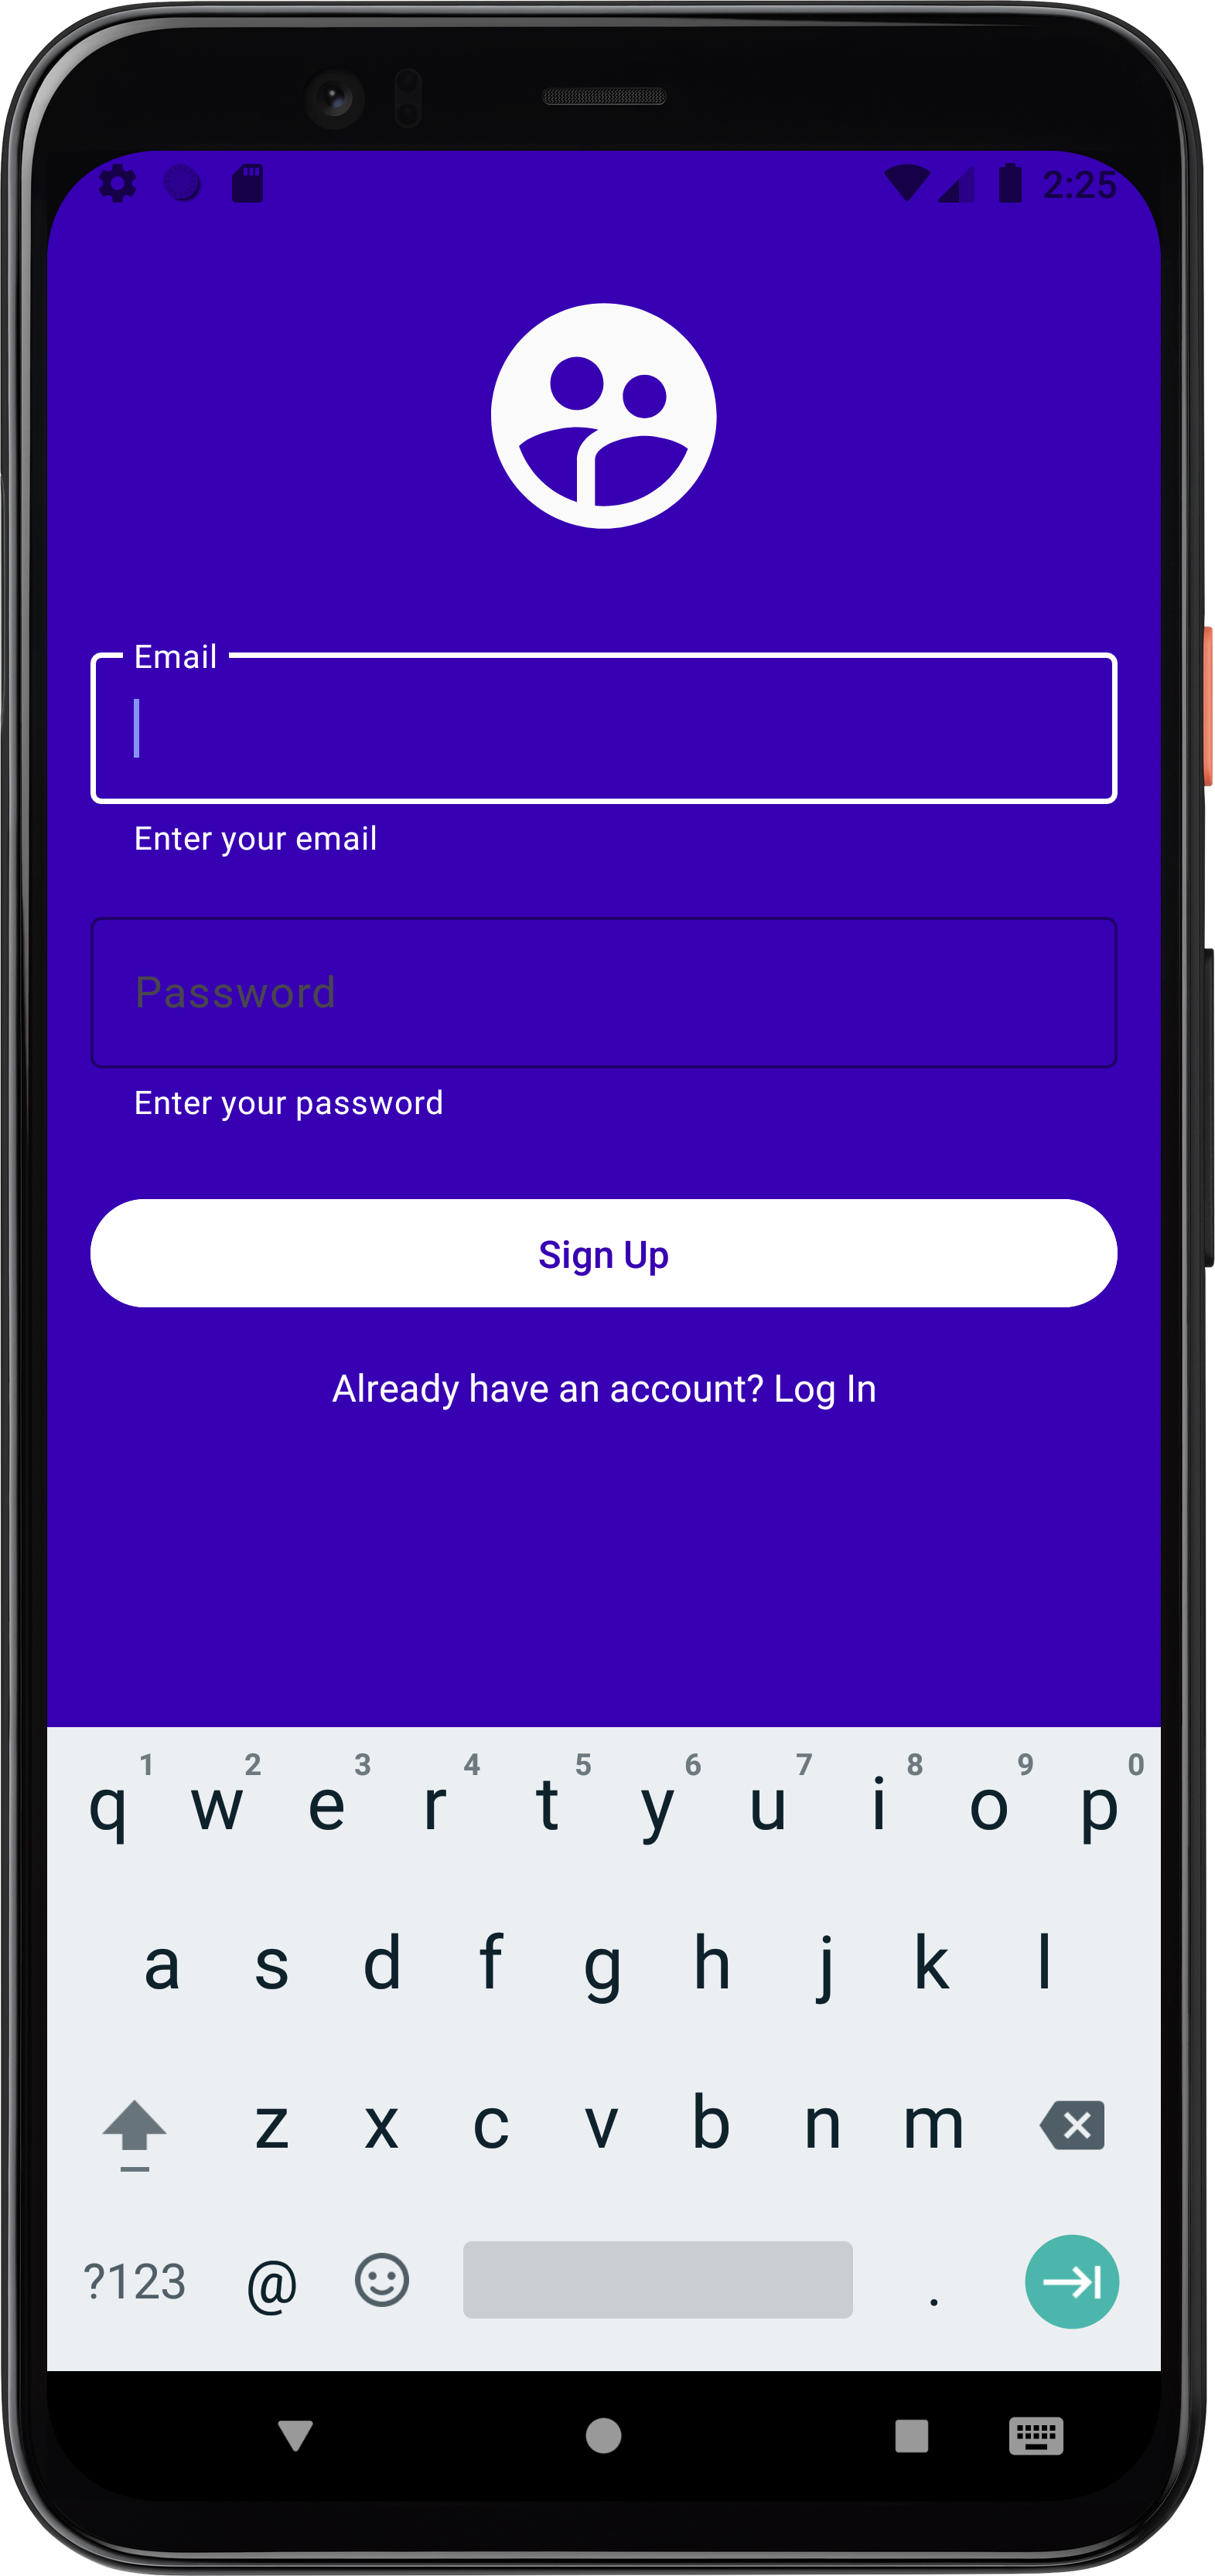 2:25
Email
Enter your email
Password
Enter your password
Sign Up
Already have an account? Log In
1 2 3 4 5 6 7 8 9 0
q w e r t y u i o p
a s d f g h j k l
z x c v b n m
?123 @ .